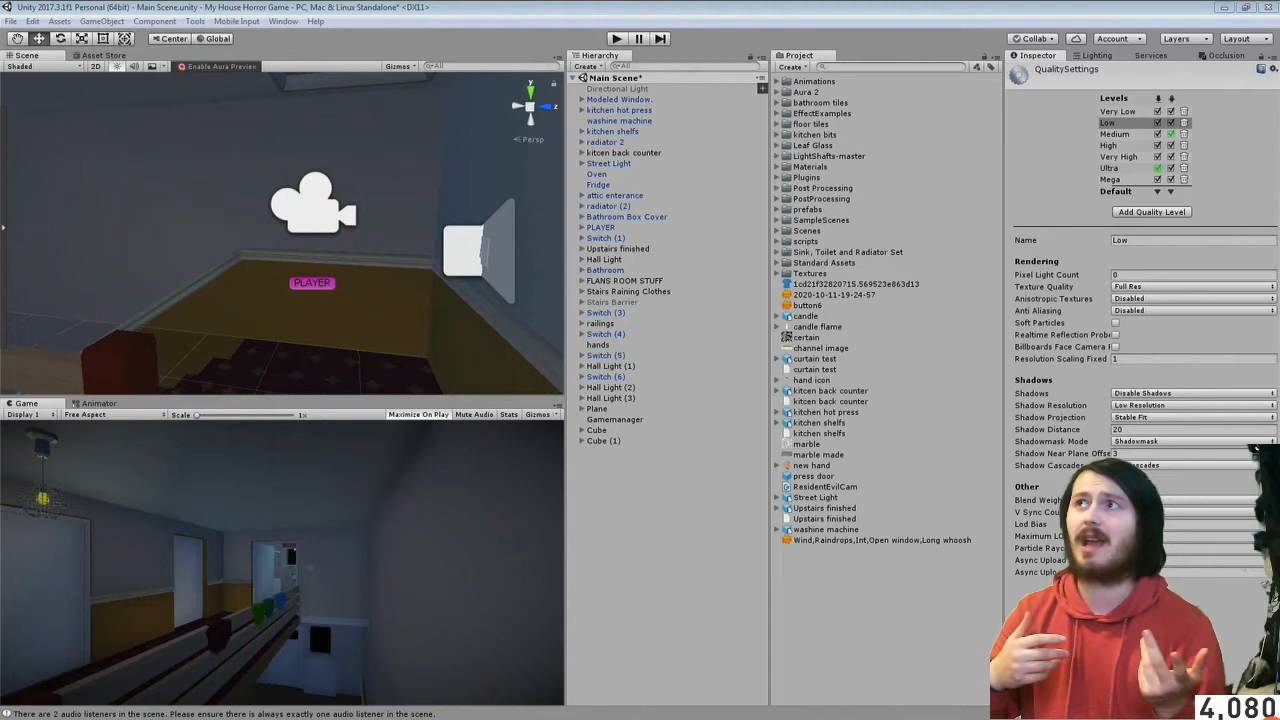 Unity 2017.3.1f1 Personal (64bit) - Main Scene.unity - My House Horror Game - PC, Mac & Linux Standalone* <DX11>
File Edit Assets GameObject Component Tools Mobile Input Window Help
Center Global
Collab Account Layers Layout
Scene Asset Store
Shaded 2D Enable Aura Preview Gizmos All
y
z
Persp
PLAYER
Game Animator
Display 1 Free Aspect Scale 1x Maximize On Play Mute Audio Stats Gizmos
Hierarchy
Create All
Main Scene*
Directional Light
Modeled Window.
kitchen hot press
washine machine
kitchen shelfs
radiator 2
kitcen back counter
Street Light
Oven
Fridge
attic enterance
radiator (2)
Bathroom Box Cover
PLAYER
Switch (1)
Upstairs finished
Hall Light
Bathroom
FLANS ROOM STUFF
Stairs Raining Clothes
Stairs Barrier
Switch (3)
railings
Switch (4)
hands
Switch (5)
Hall Light (1)
Switch (6)
Hall Light (2)
Hall Light (3)
Plane
Gamemanager
Cube
Cube (1)
Project
Create
Animations
Aura 2
bathroom tiles
EffectExamples
floor tiles
kitchen bits
Leaf Glass
LightShafts-master
Materials
Plugins
Post Processing
PostProcessing
prefabs
SampleScenes
Scenes
scripts
Sink, Toilet and Radiator Set
Standard Assets
Textures
1cd21f32820715.569523e863d13
2020-10-11-19-24-57
button6
candle
candle flame
certain
channel image
curtain test
curtain test
hand icon
kitcen back counter
kitcen back counter
kitchen hot press
kitchen shelfs
kitchen shelfs
marble
marble made
new hand
press door
ResidentEvilCam
Street Light
Upstairs finished
Upstairs finished
washine machine
Wind,Raindrops,Int,Open window,Long whoosh
Inspector Lighting Services Occlusion
QualitySettings
Levels
Very Low
Low
Medium
High
Very High
Ultra
Mega
Default
Add Quality Level
Name Low
Rendering
Pixel Light Count 0
Texture Quality Full Res
Anisotropic Textures Disabled
Anti Aliasing Disabled
Soft Particles
Realtime Reflection Probe
Billboards Face Camera F
Resolution Scaling Fixed 1
Shadows
Shadows Disable Shadows
Shadow Resolution Low Resolution
Shadow Projection Stable Fit
Shadow Distance 20
Shadowmask Mode Shadowmask
Shadow Near Plane Offse 3
Shadow Cascades Cascades
Other
Blend Weigh
V Sync Cou
Lod Bias
Maximum LO
Particle Rayc
Async Upload
Async Uplo
4,080
There are 2 audio listeners in the scene. Please ensure there is always exactly one audio listener in the scene.